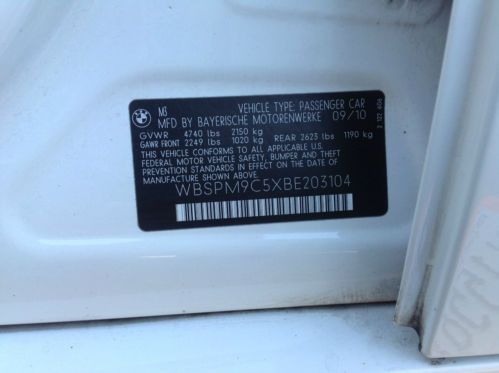 BMW
M3
VEHICLE TYPE: PASSENGER CAR
MFD BY BAYERISCHE MOTORENWERKE 09/10
GVWR 4740 lbs 2150 kg
GAWR FRONT 2249 lbs 1020 kg REAR 2623 lbs 1190 kg
THIS VEHICLE CONFORMS TO ALL APPLICABLE U.S.
FEDERAL MOTOR VEHICLE SAFETY, BUMPER, AND
THEFT PREVENTION STANDARDS IN EFFECT ON THE
DATE OF MANUFACTURE SHOWN ABOVE.
WBSPM9C5XBE203104